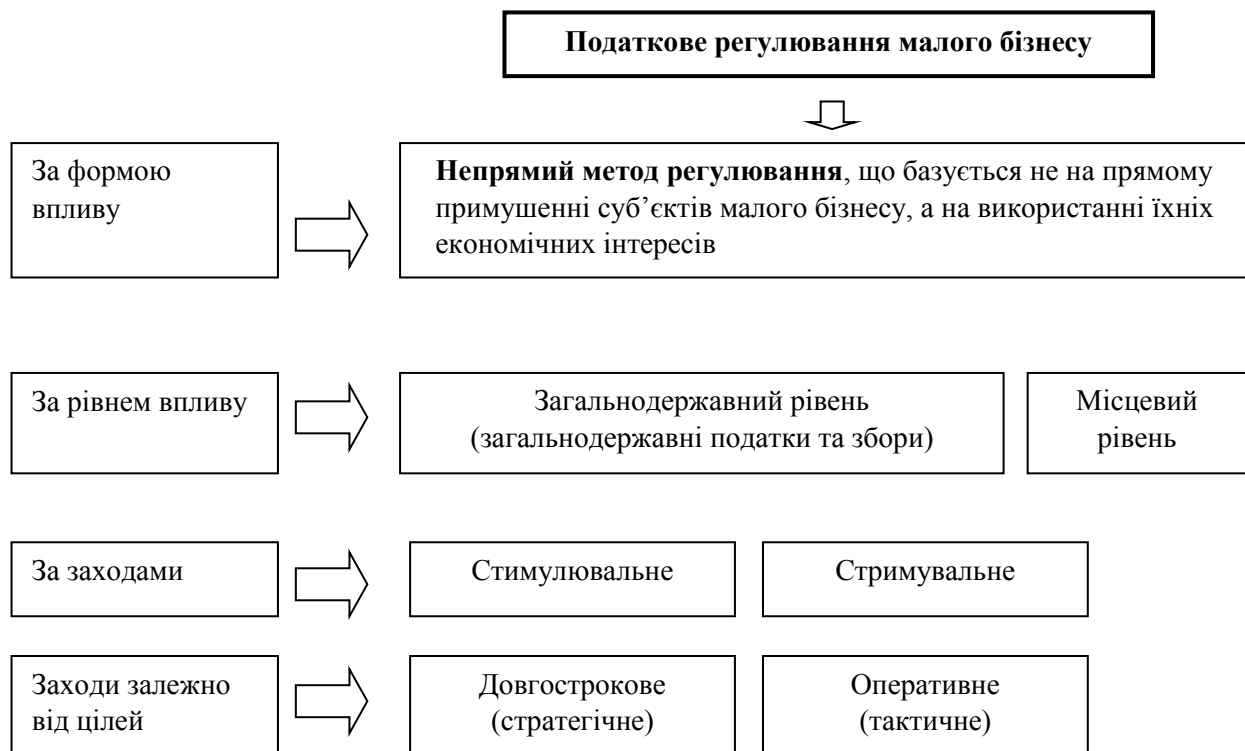 Податкове регулювання малого бізнесу
За формою
впливу
Непрямий метод регулювання, що базується не на прямому
примушенні суб’єктів малого бізнесу, а на використанні їхніх
економічних інтересів
За рівнем впливу
Загальнодержавний рівень
(загальнодержавні податки та збори)
Місцевий
рівень
За заходами
Стимулювальне
Стримувальне
Заходи залежно
від цілей
Довгострокове
(стратегічне)
Оперативне
(тактичне)